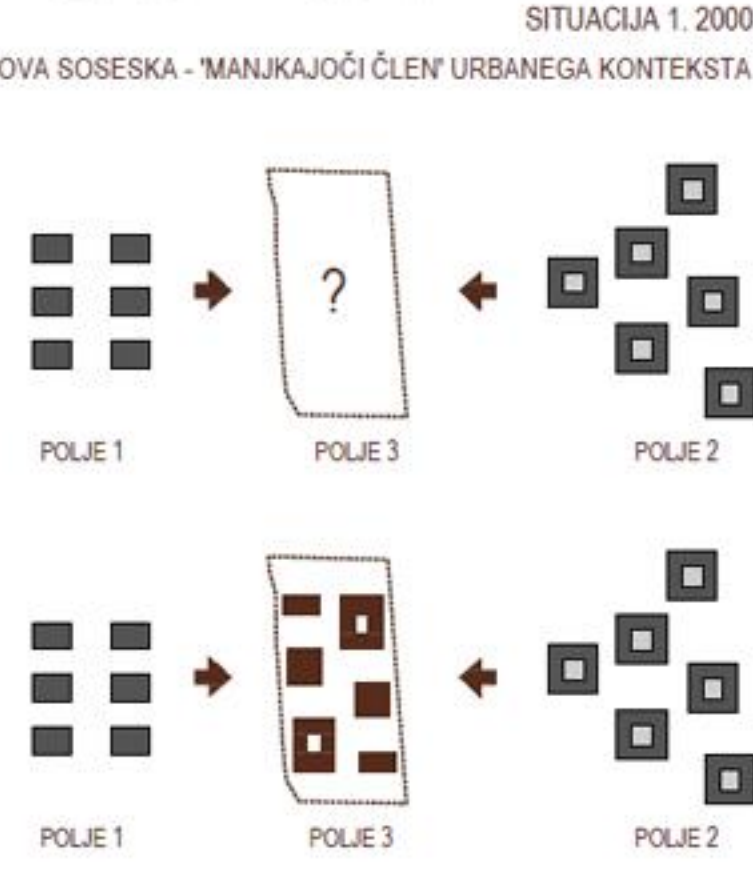 SITUACIJA 1. 2000
OVA SOSESKA - 'MANJKAJOČI ČLEN' URBANEGA KONTEKSTA
?
POLJE 1
POLJE 3
POLJE 2
POLJE 1
POLJE 3
POLJE 2